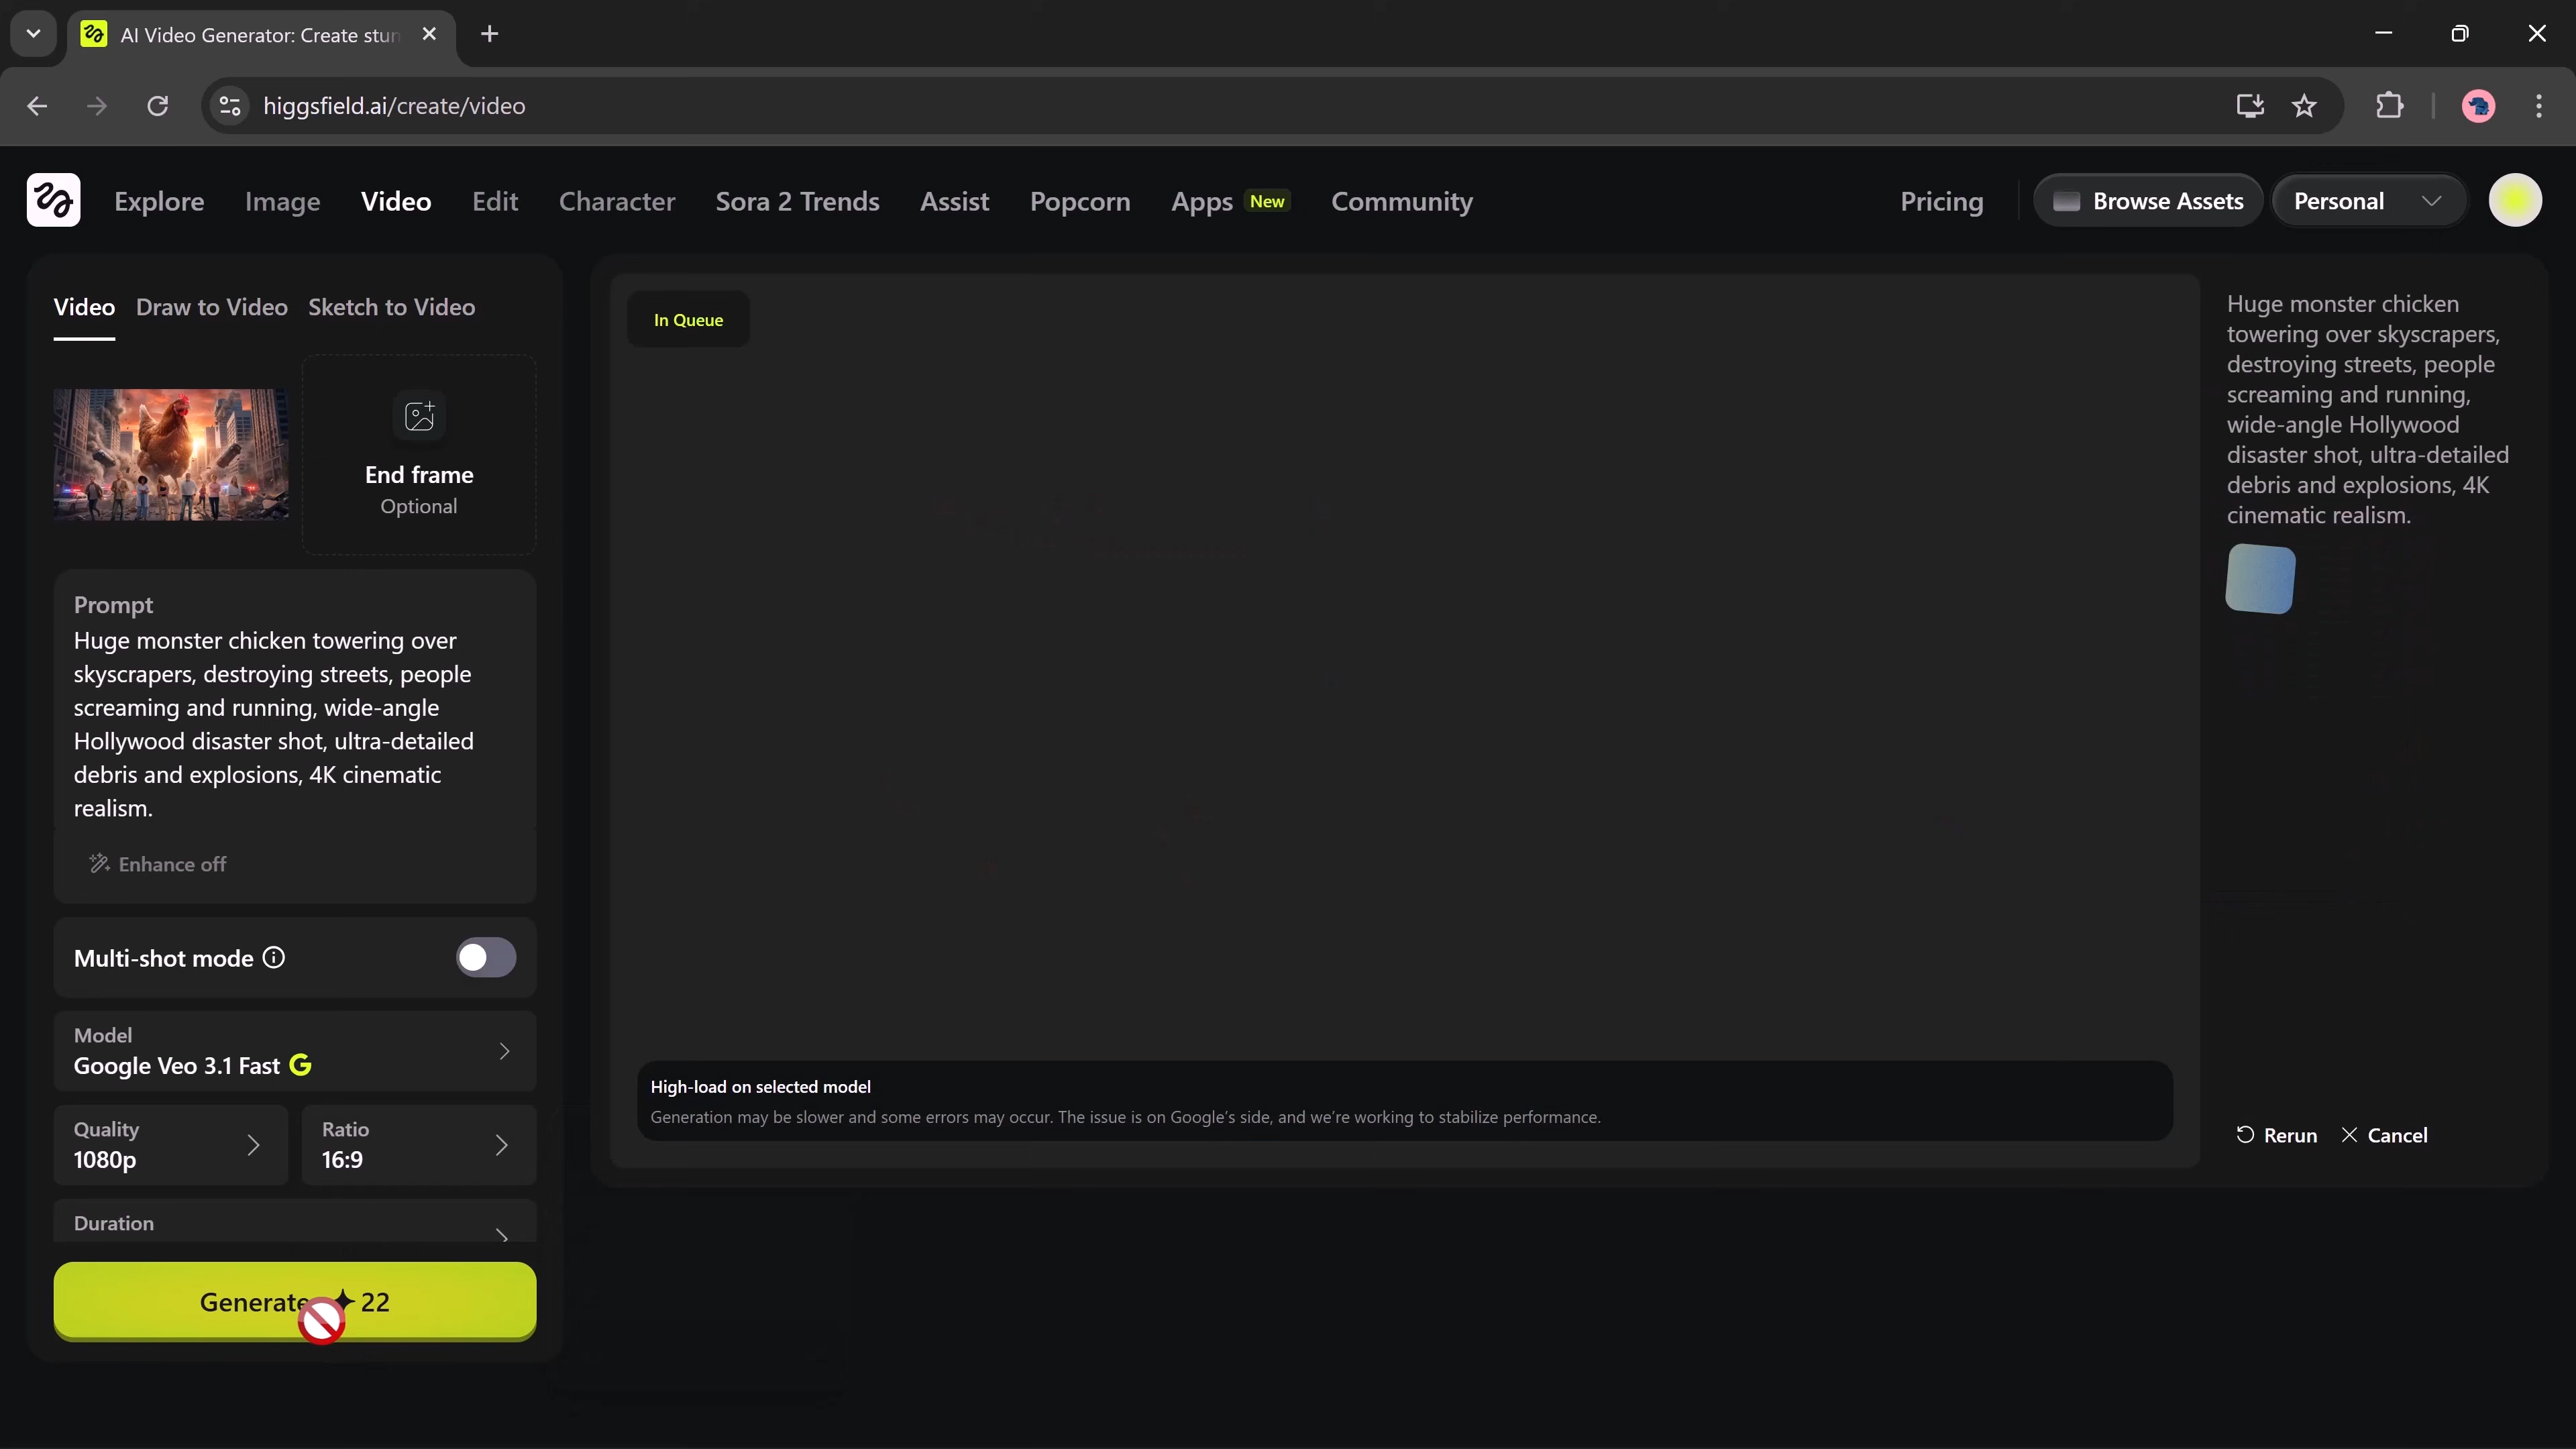 AI Video Generator: Create stun
higgsfield.ai/create/video
Explore
Image
Video
Edit
Character
Sora 2 Trends
Assist
Popcorn
Apps
New
Community
Pricing
Browse Assets
Personal
Video
Draw to Video
Sketch to Video
End frame
Optional
Prompt
Huge monster chicken towering over
skyscrapers, destroying streets, people
screaming and running, wide-angle
Hollywood disaster shot, ultra-detailed
debris and explosions, 4K cinematic
realism.
Enhance off
Multi-shot mode
Model
Google Veo 3.1 Fast
Quality
1080p
Ratio
16:9
Duration
Generate 22
In Queue
High-load on selected model
Generation may be slower and some errors may occur. The issue is on Google's side, and we're working to stabilize performance.
Huge monster chicken
towering over skyscrapers,
destroying streets, people
screaming and running,
wide-angle Hollywood
disaster shot, ultra-detailed
debris and explosions, 4K
cinematic realism.
Rerun
Cancel